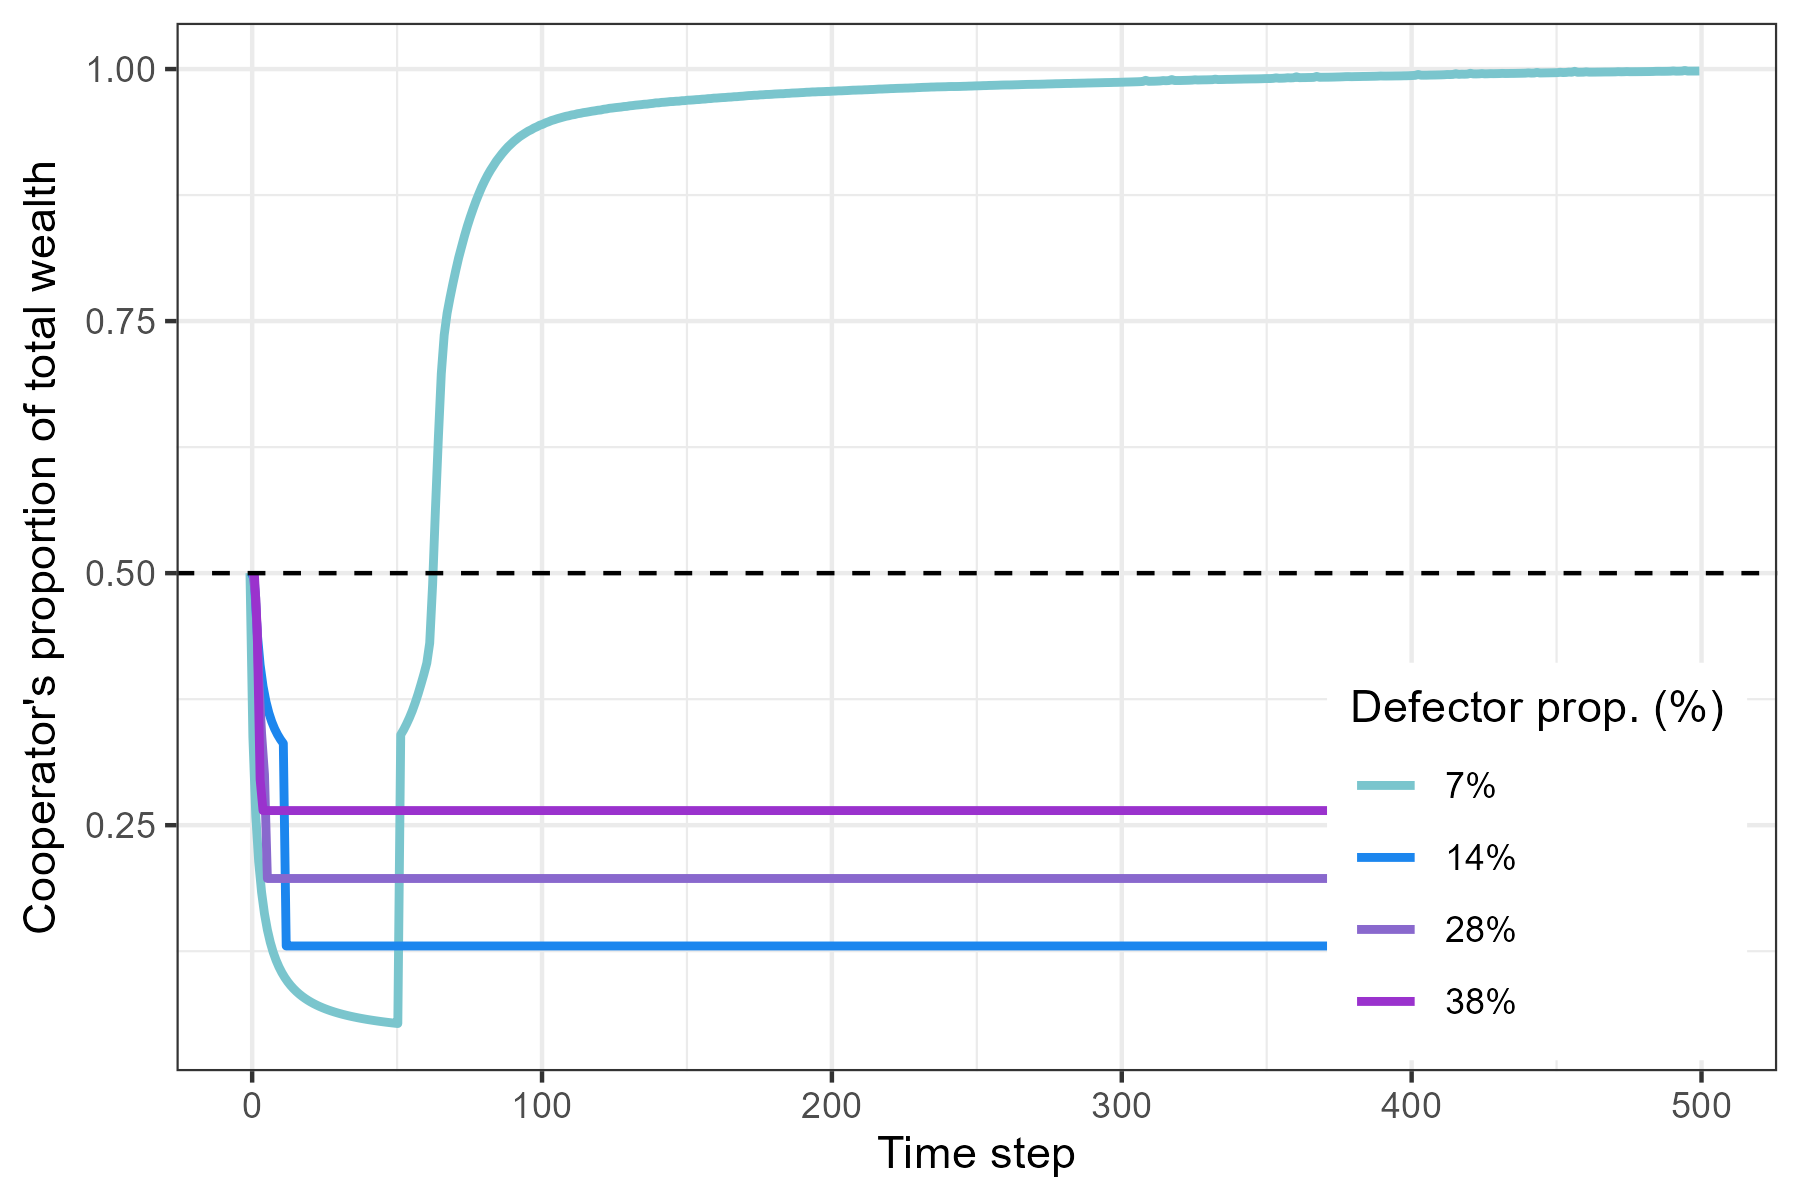 Cooperator's proportion of total wealth
1.00
0.75
0.50
0.25
Defector prop. (%)
7%
14%
28%
38%
0 100 200 300 400 500
Time step